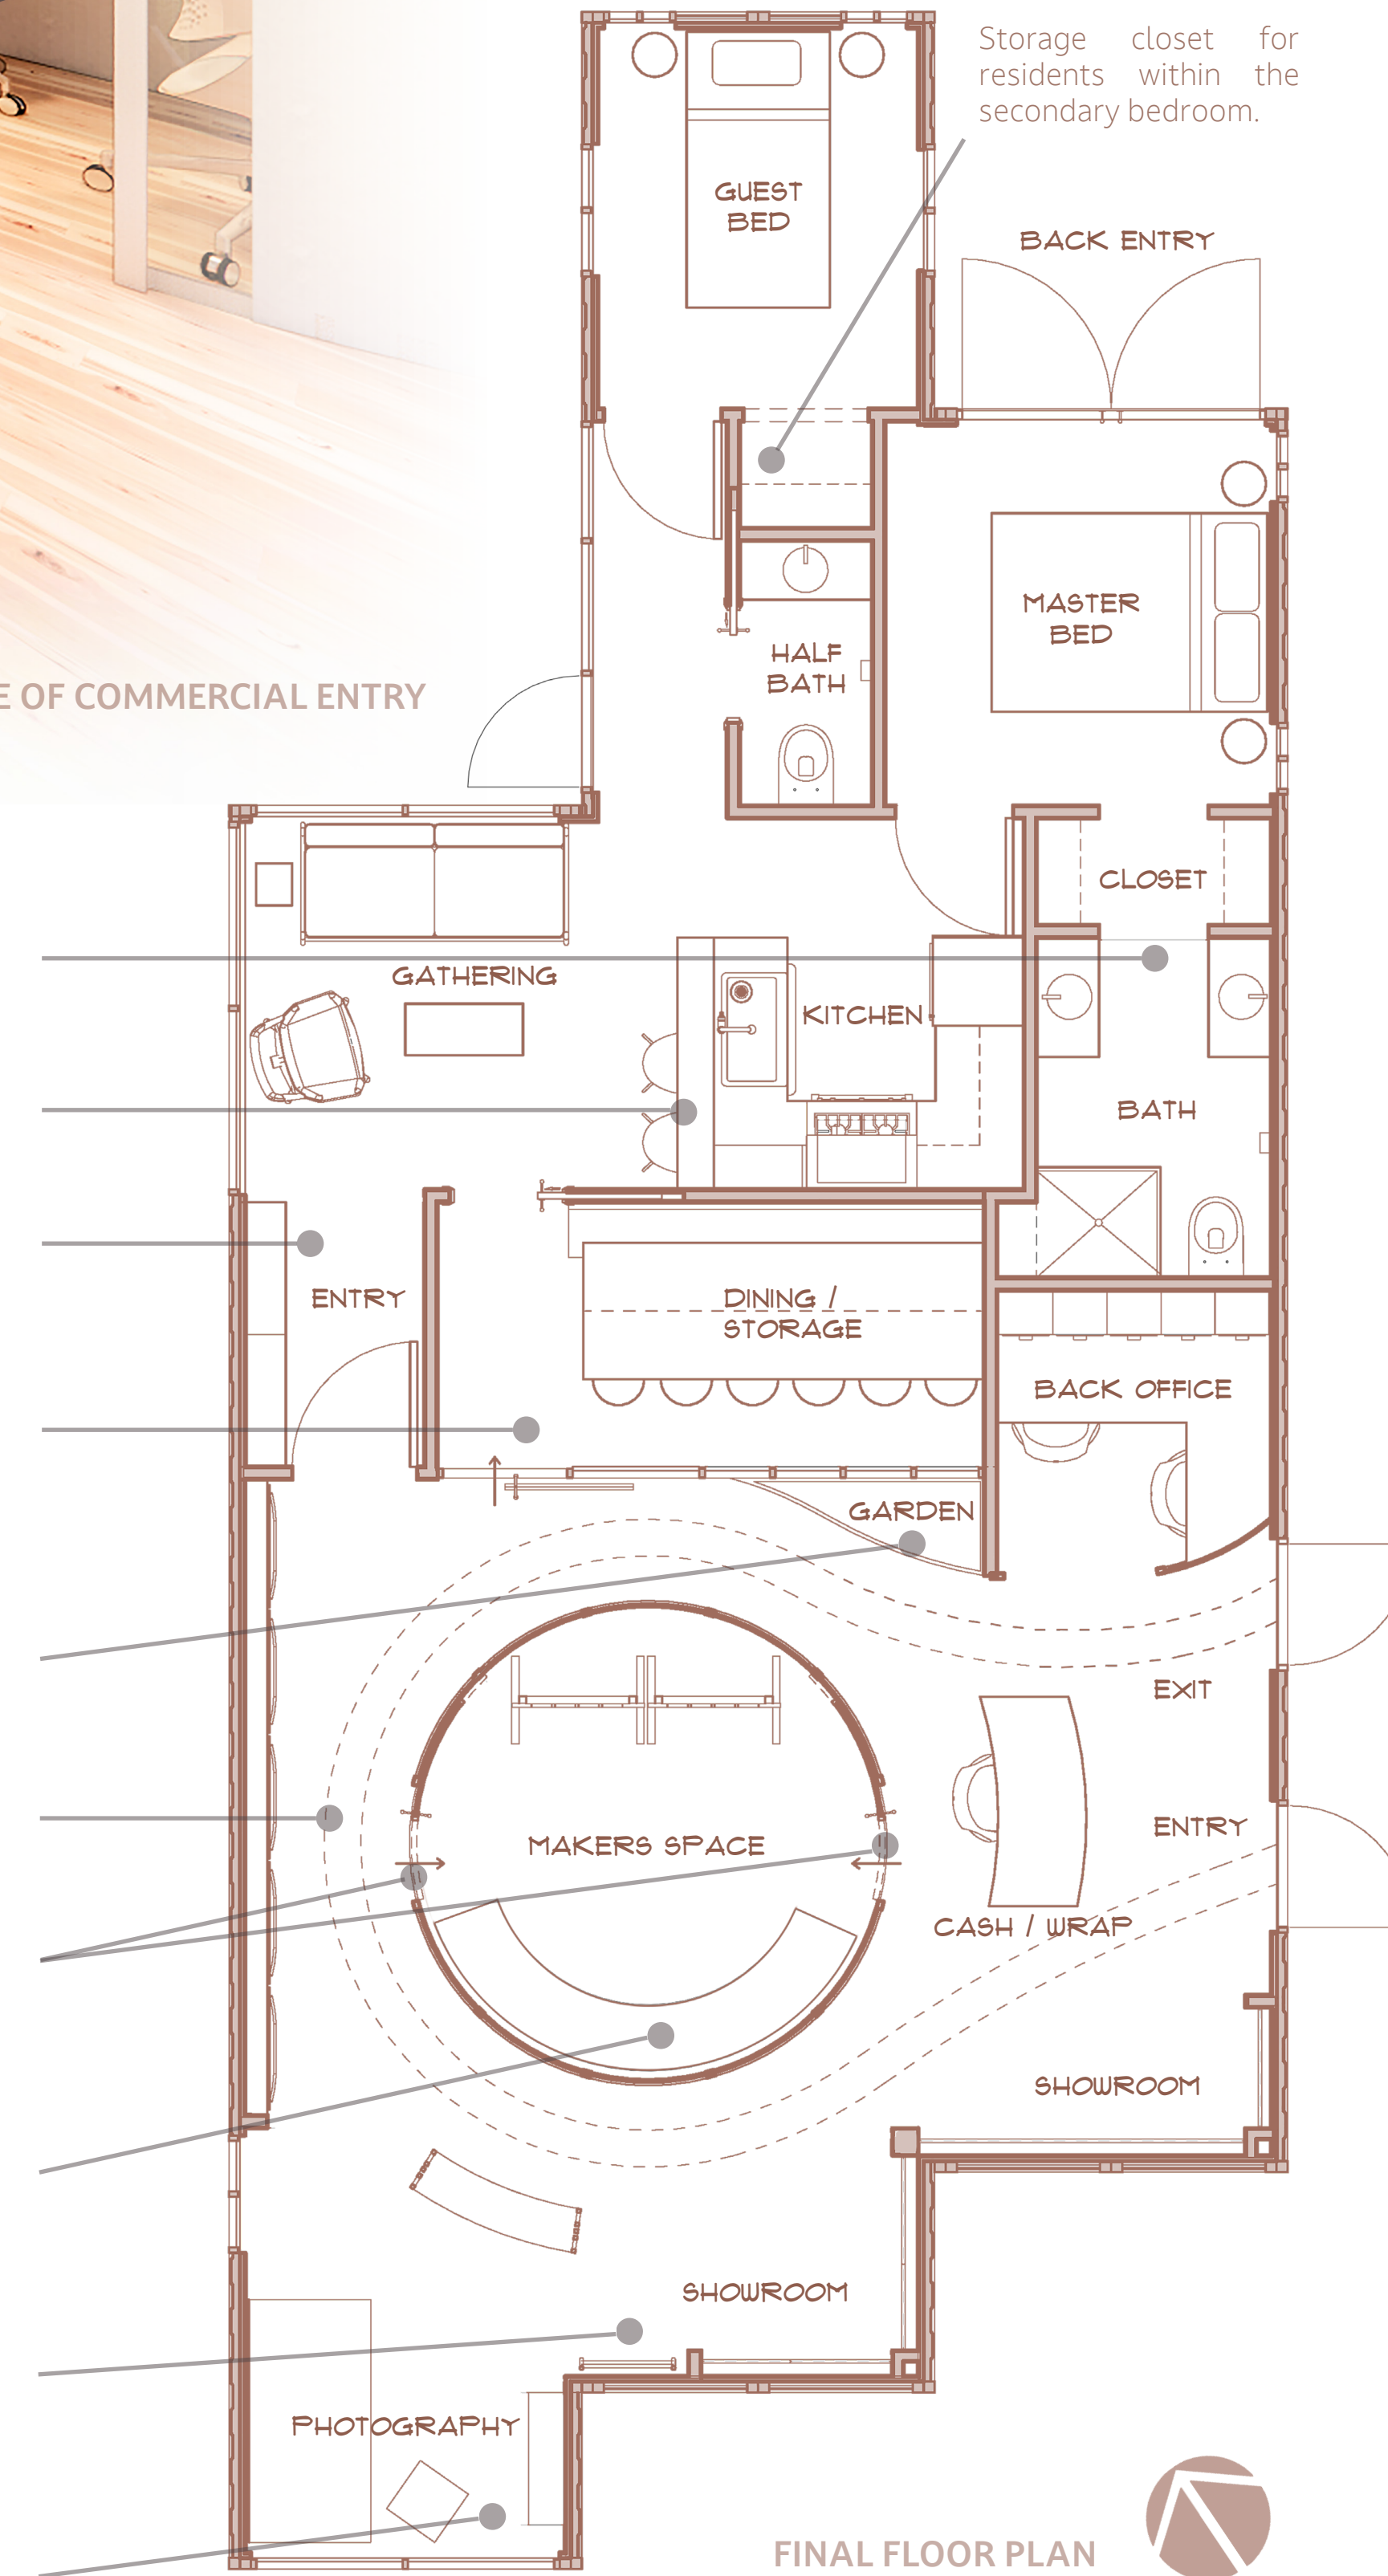 Storage closet for
residents within the
secondary bedroom.
GUEST
BED
BACK ENTRY
MASTER
BED
HALF
BATH
E OF COMMERCIAL ENTRY
CLOSET
GATHERING
KITCHEN
BATH
ENTRY
DINING /
STORAGE
BACK OFFICE
GARDEN
EXIT
MAKERS SPACE
ENTRY
CASH / WRAP
SHOWROOM
SHOWROOM
PHOTOGRAPHY
FINAL FLOOR PLAN